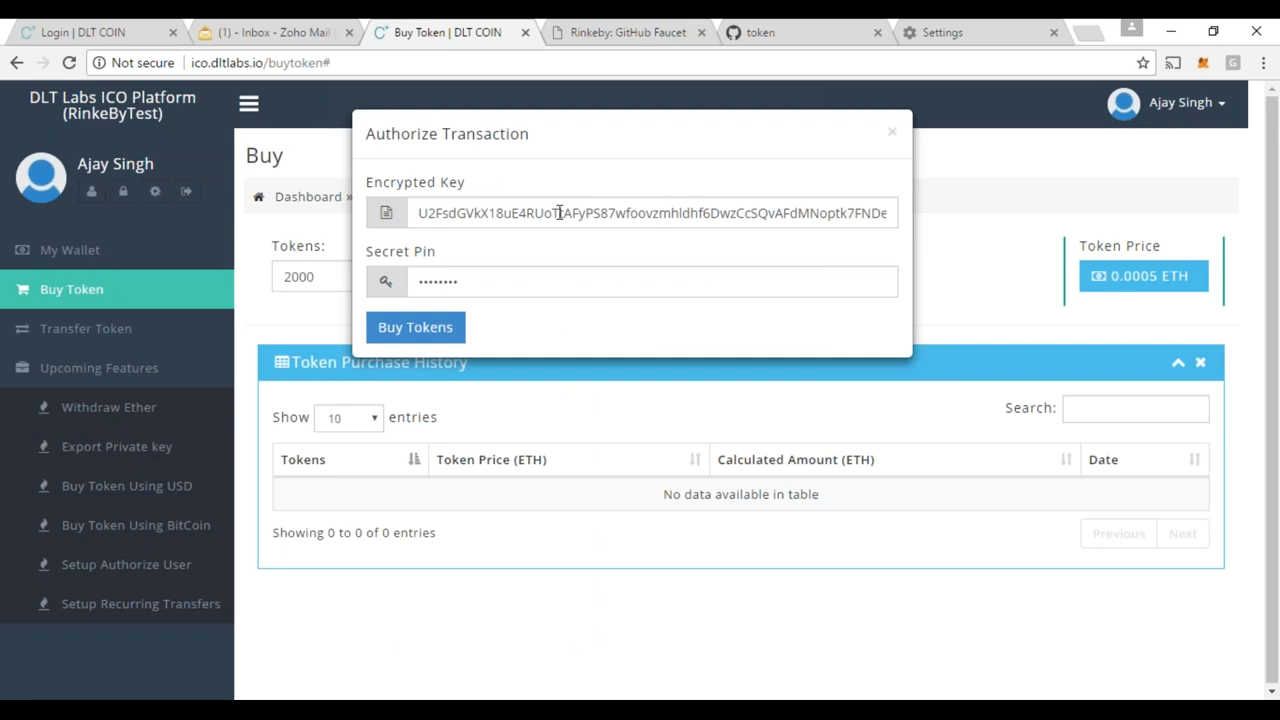 Login | DLT COIN
(1) - Inbox - Zoho Mail
Buy Token | DLT COIN
Rinkeby: GitHub Faucet
token
Settings
Not secure
ico.dltlabs.io/buytoken#
G
DLT Labs ICO Platform
(RinkeByTest)
Ajay Singh
Ajay Singh
My Wallet
Buy Token
Transfer Token
Upcoming Features
Withdraw Ether
Export Private key
Buy Token Using USD
Buy Token Using BitCoin
Setup Authorize User
Setup Recurring Transfers
Buy
Dashboard »
Tokens:
2000
Token Price
0.0005 ETH
Authorize Transaction
×
Encrypted Key
Secret Pin
••••••••
Buy Tokens
Token Purchase History
Show 10 entries
Search:
Tokens
Token Price (ETH)
Calculated Amount (ETH)
Date
No data available in table
Showing 0 to 0 of 0 entries
Previous
Next